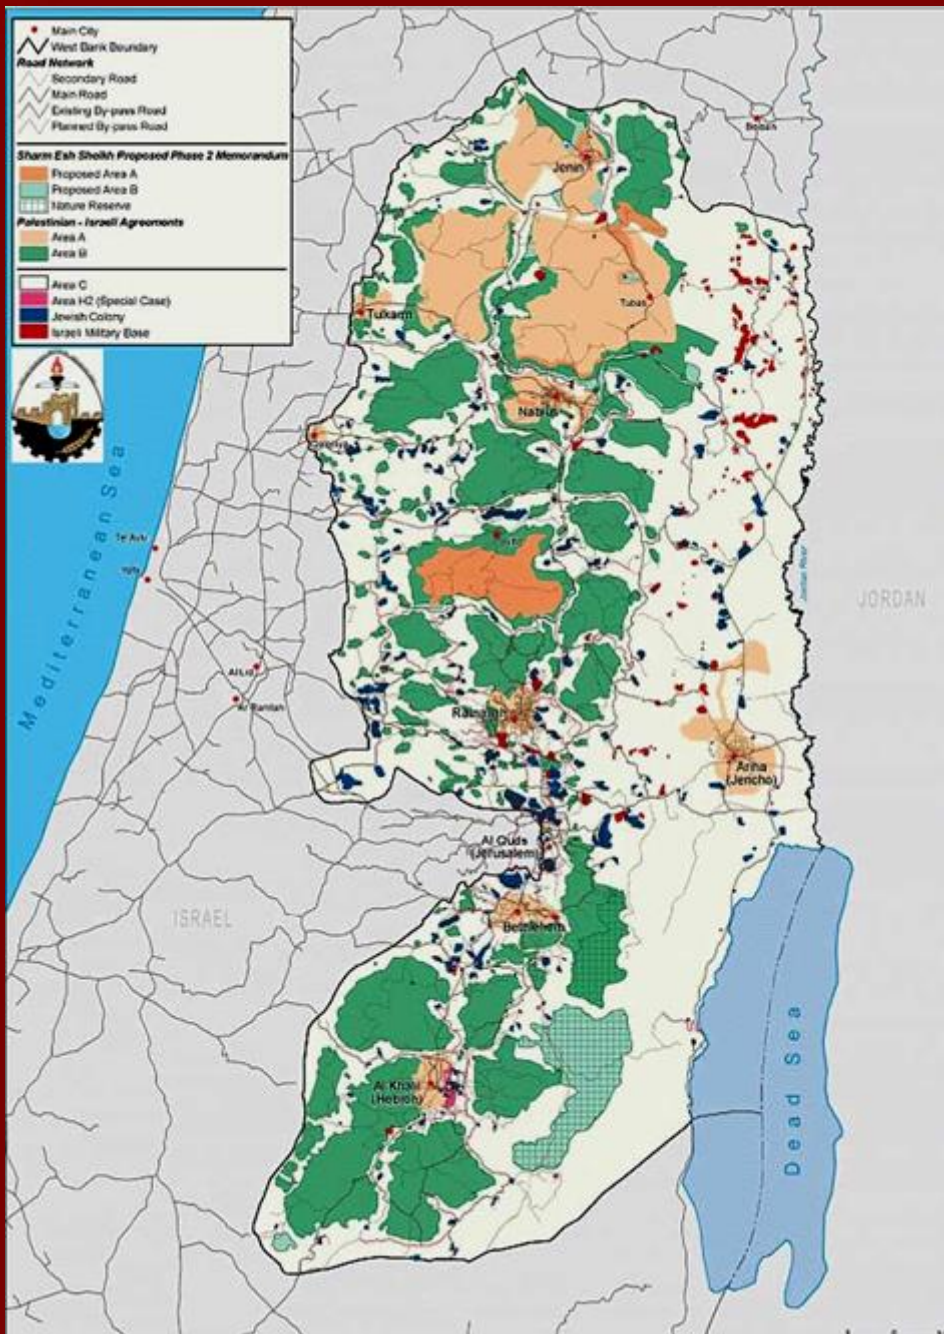 Main City
West Bank Boundary
Road Network
Secondary Road
Main Road
Existing By-pass Road
Planned By-pass Road
Sharm Esh Sheikh Proposed Phase 2 Memorandum
Proposed Area A
Proposed Area B
Nature Reserve
Palestinian - Israeli Agreements
Area A
Area B
Area C
Area H2 (Special Case)
Jewish Colony
Israeli Military Base
Jenin
Tubas
Tulkarm
Nablus
Mediterranean Sea
Tel Aviv
Jordan River
JORDAN
Al Lid
Ar Ramlah
Ramallah
Ariha
(Jericho)
Al Quds
(Jerusalem)
ISRAEL
Bethlehem
Al Khalil
(Hebron)
Dead Sea